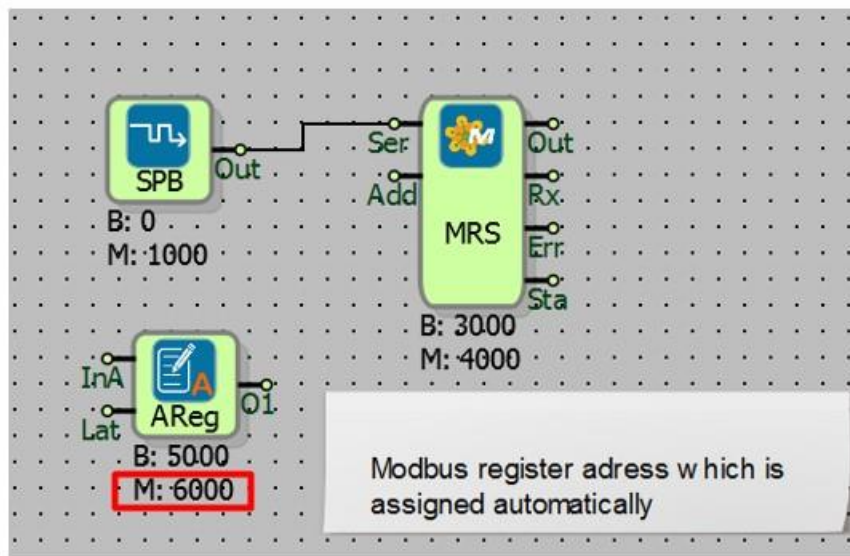 SPB
Out
B: 0
M: 1000
Ser
Add
M
MRS
Out
Rx
Err
Sta
B: 3000
M: 4000
InA
Lat
A
AReg
O1
B: 5000
M: 6000
Modbus register adress which is
assigned automatically